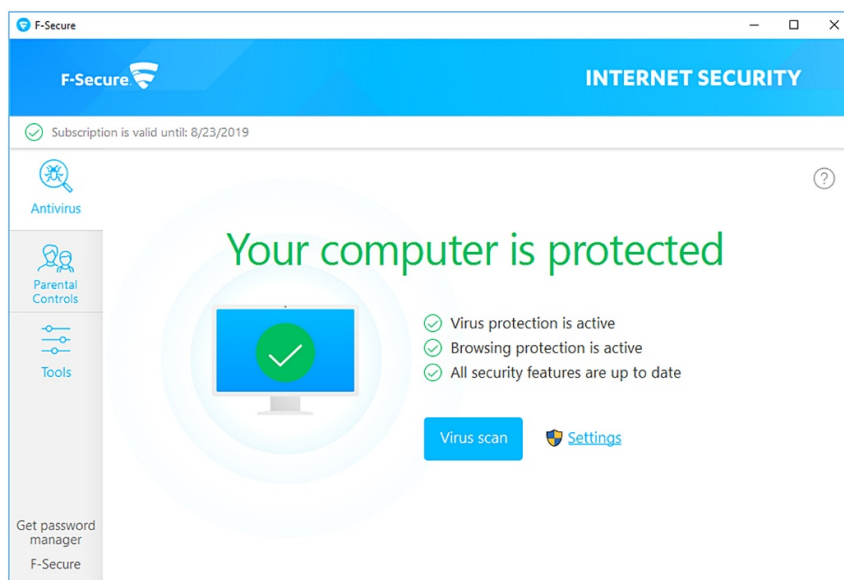 F-Secure
F-Secure.
INTERNET SECURITY
Subscription is valid until: 8/23/2019
Antivirus
?
Your computer is protected
Parental
Controls
Virus protection is active
Browsing protection is active
All security features are up to date
Tools
Virus scan
Settings
Get password
manager
F-Secure